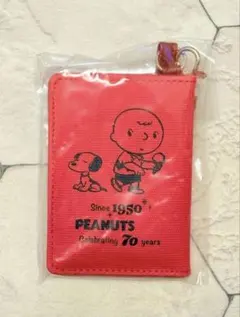 Since 1950
PEANUTS
Celebrating 70 years